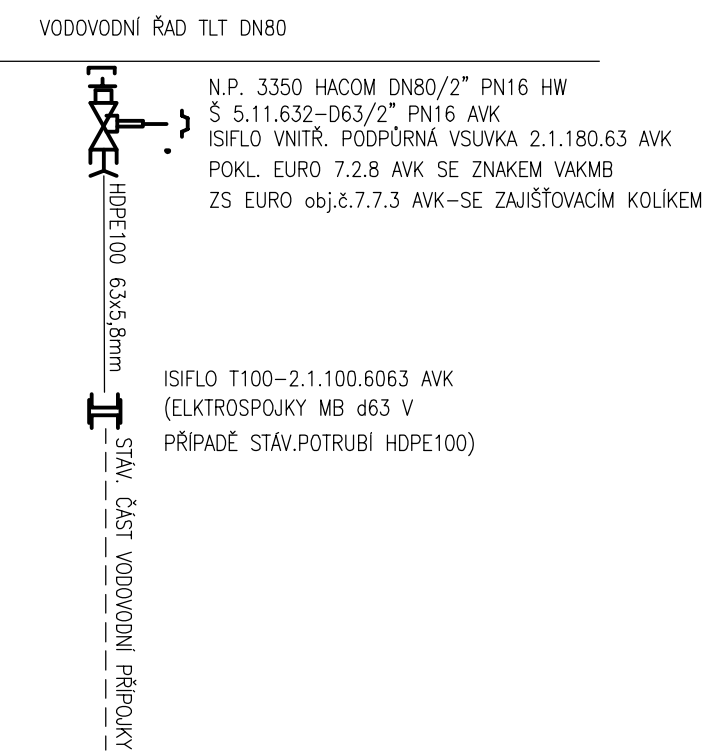 VODOVODNÍ ŘAD TLT DN80
N.P. 3350 HACOM DN80/2" PN16 HW
Š 5.11.632-D63/2" PN16 AVK
ISIFLO VNITŘ. PODPŮRNÁ VSUVKA 2.1.180.63 AVK
POKL. EURO 7.2.8 AVK SE ZNAKEM VAKMB
ZS EURO obj.č.7.7.3 AVK-SE ZAJIŠŤOVACÍM KOLÍKEM
HDPE100 63x5,8mm
ISIFLO T100-2.1.100.6063 AVK
(ELKTROSPOJKY MB d63 V
PŘÍPADĚ STÁV.POTRUBÍ HDPE100)
STÁV. ČÁST VODOVODNÍ PŘÍPOJKY